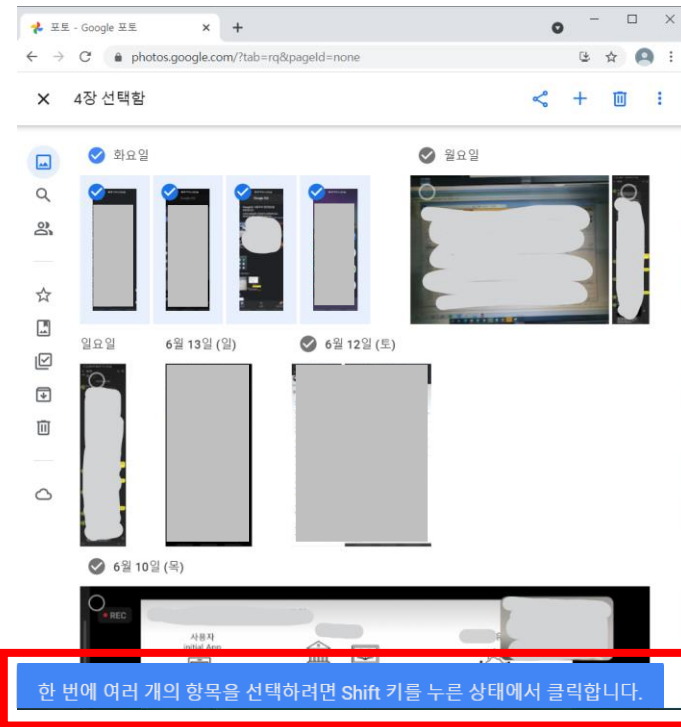 포토 - Google 포토
photos.google.com/?tab=rq&pageId=none
4장 선택함
화요일
월요일
일요일
6월 13일 (일)
6월 12일 (토)
6월 10일 (목)
REC
사용자
initial App
한 번에 여러 개의 항목을 선택하려면 Shift 키를 누른 상태에서 클릭합니다.